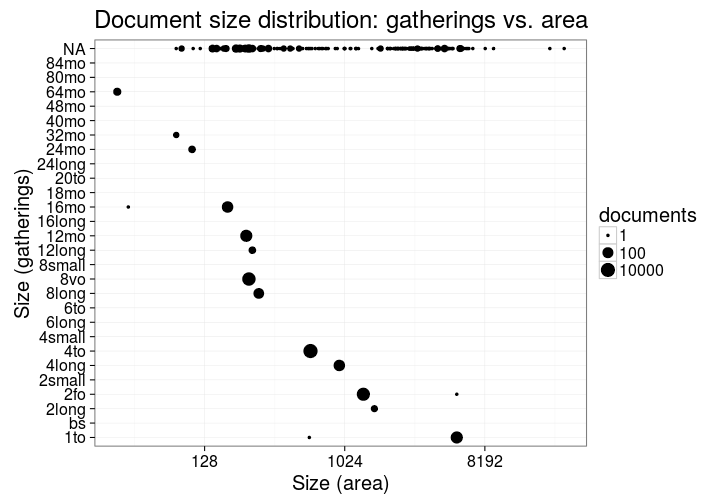 Document size distribution: gatherings vs. area
NA
84mo
80mo
64mo
48mo
40mo
32mo
24mo
24long
20to
18mo
16mo
16long
12mo
12long
8small
8vo
8long
6to
6long
4small
4to
4long
2small
2fo
2long
bs
1to
Size (gatherings)
128
1024
8192
Size (area)
documents
1
100
10000